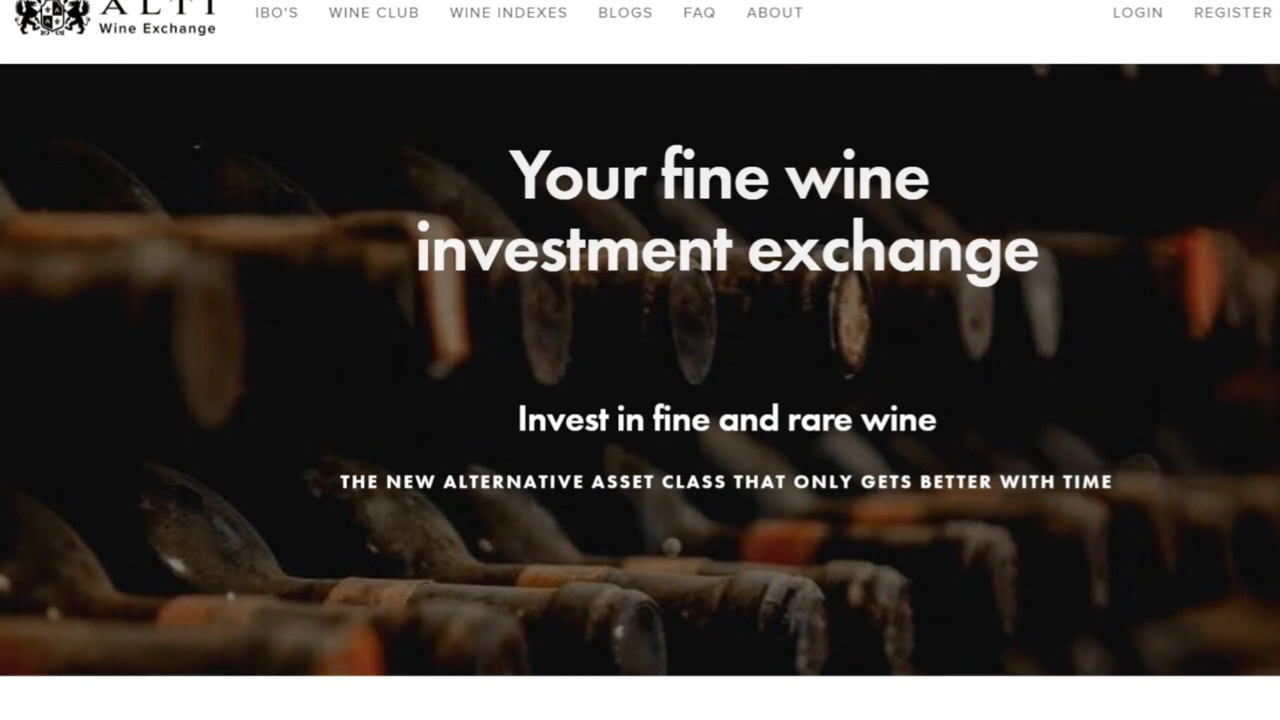 ALTI
Wine Exchange
IBO'S WINE CLUB WINE INDEXES BLOGS FAQ ABOUT LOGIN REGISTER
Your fine wine
investment exchange
Invest in fine and rare wine
THE NEW ALTERNATIVE ASSET CLASS THAT ONLY GETS BETTER WITH TIME